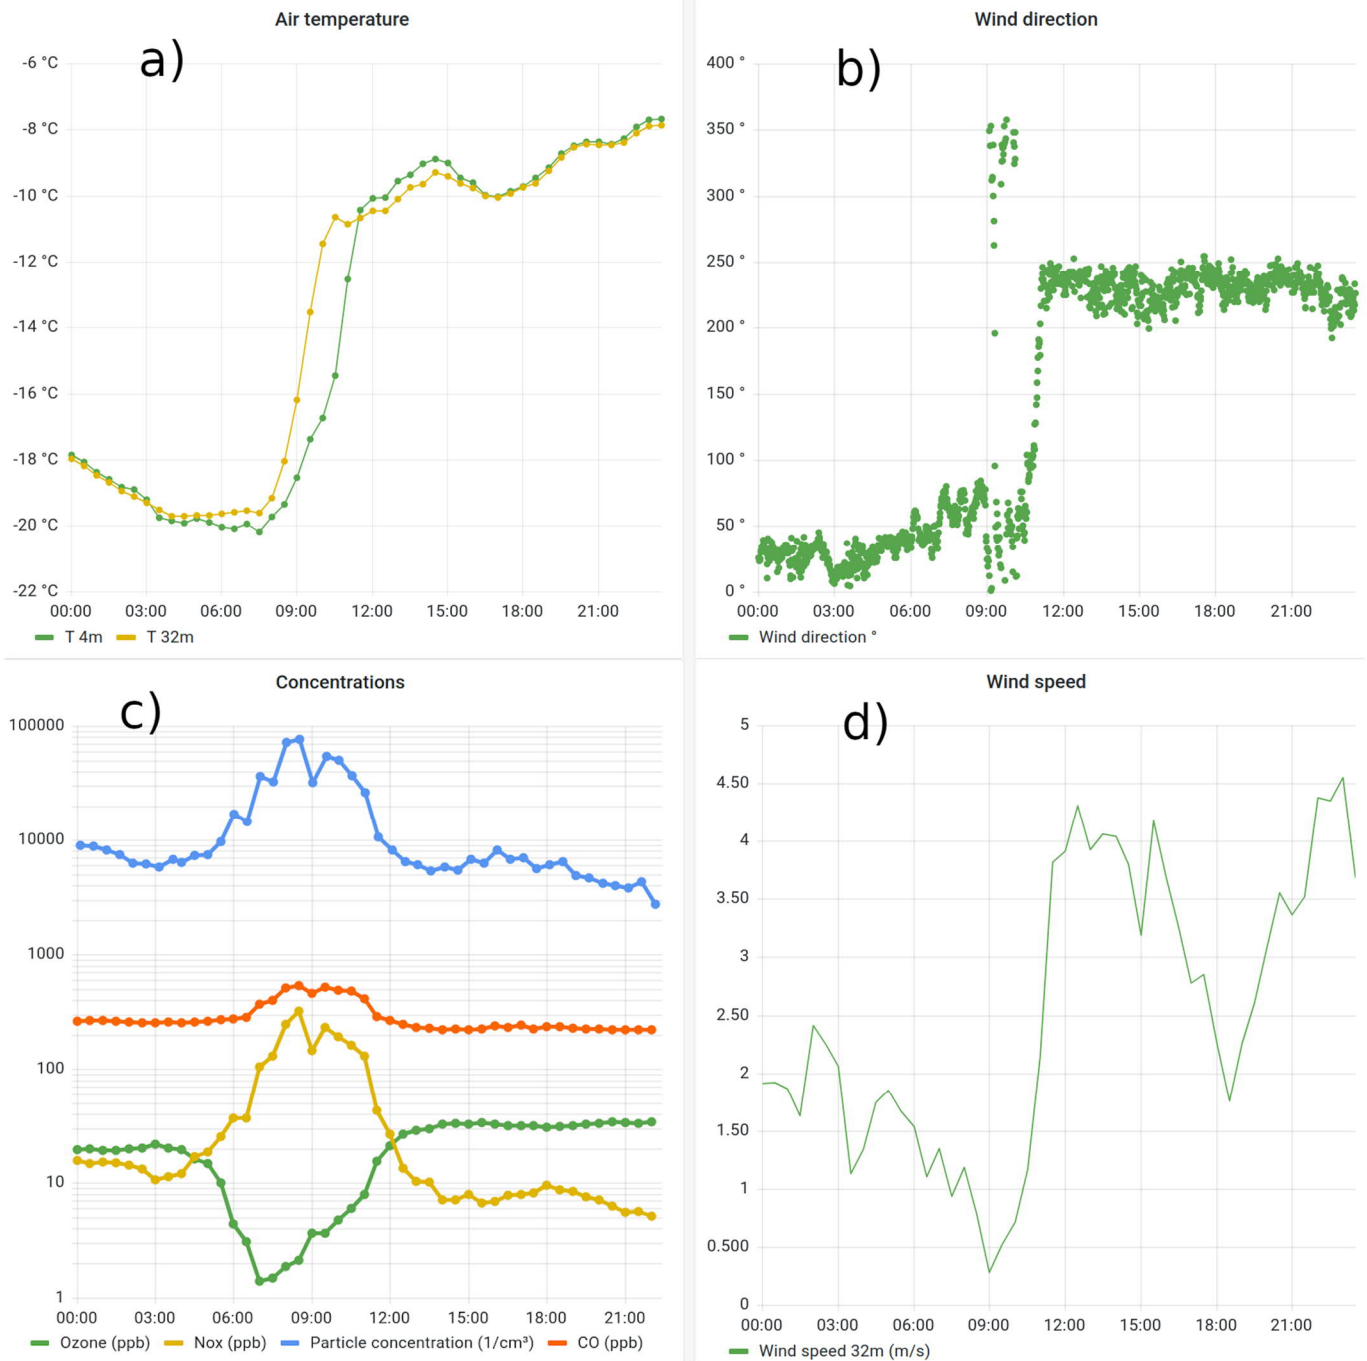 Air temperature
a)
-6 °C
-8 °C
-10 °C
-12 °C
-14 °C
-16 °C
-18 °C
-20 °C
-22 °C
00:00 03:00 06:00 09:00 12:00 15:00 18:00 21:00
T 4m T 32m
Wind direction
b)
400 °
350 °
300 °
250 °
200 °
150 °
100 °
50 °
0 °
00:00 03:00 06:00 09:00 12:00 15:00 18:00 21:00
Wind direction °
Concentrations
c)
100000
10000
1000
100
10
1
00:00 03:00 06:00 09:00 12:00 15:00 18:00 21:00
Ozone (ppb) Nox (ppb) Particle concentration (1/cm³) CO (ppb)
Wind speed
d)
5
4.50
4
3.50
3
2.50
2
1.50
1
0.500
0
00:00 03:00 06:00 09:00 12:00 15:00 18:00 21:00
Wind speed 32m (m/s)